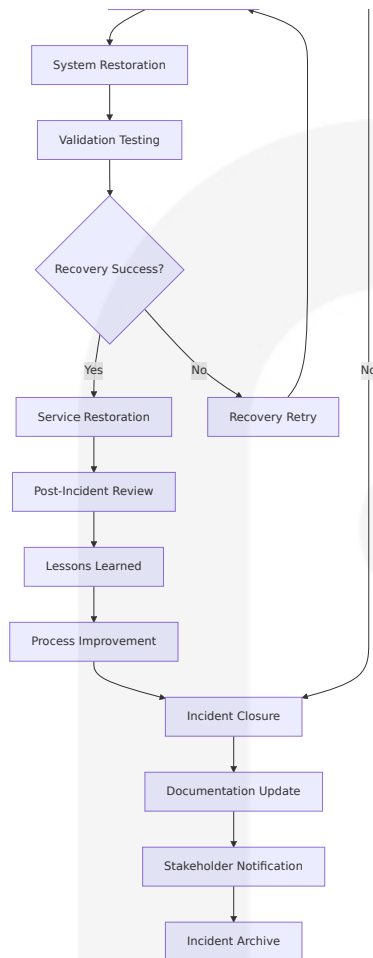 System Restoration
Validation Testing
Recovery Success?
Yes
No
Service Restoration
Recovery Retry
Post-Incident Review
Lessons Learned
Process Improvement
Incident Closure
Documentation Update
Stakeholder Notification
Incident Archive